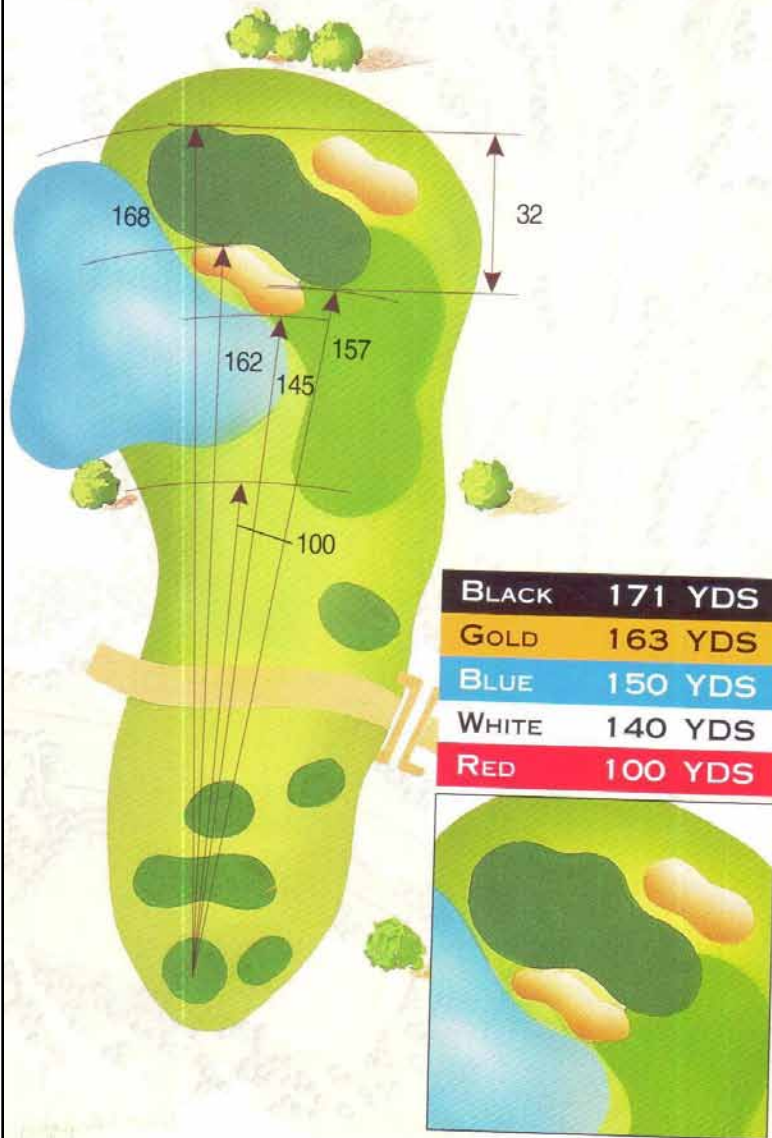 168
32
162
157
145
100
BLACK 171 YDS
GOLD 163 YDS
BLUE 150 YDS
WHITE 140 YDS
RED 100 YDS